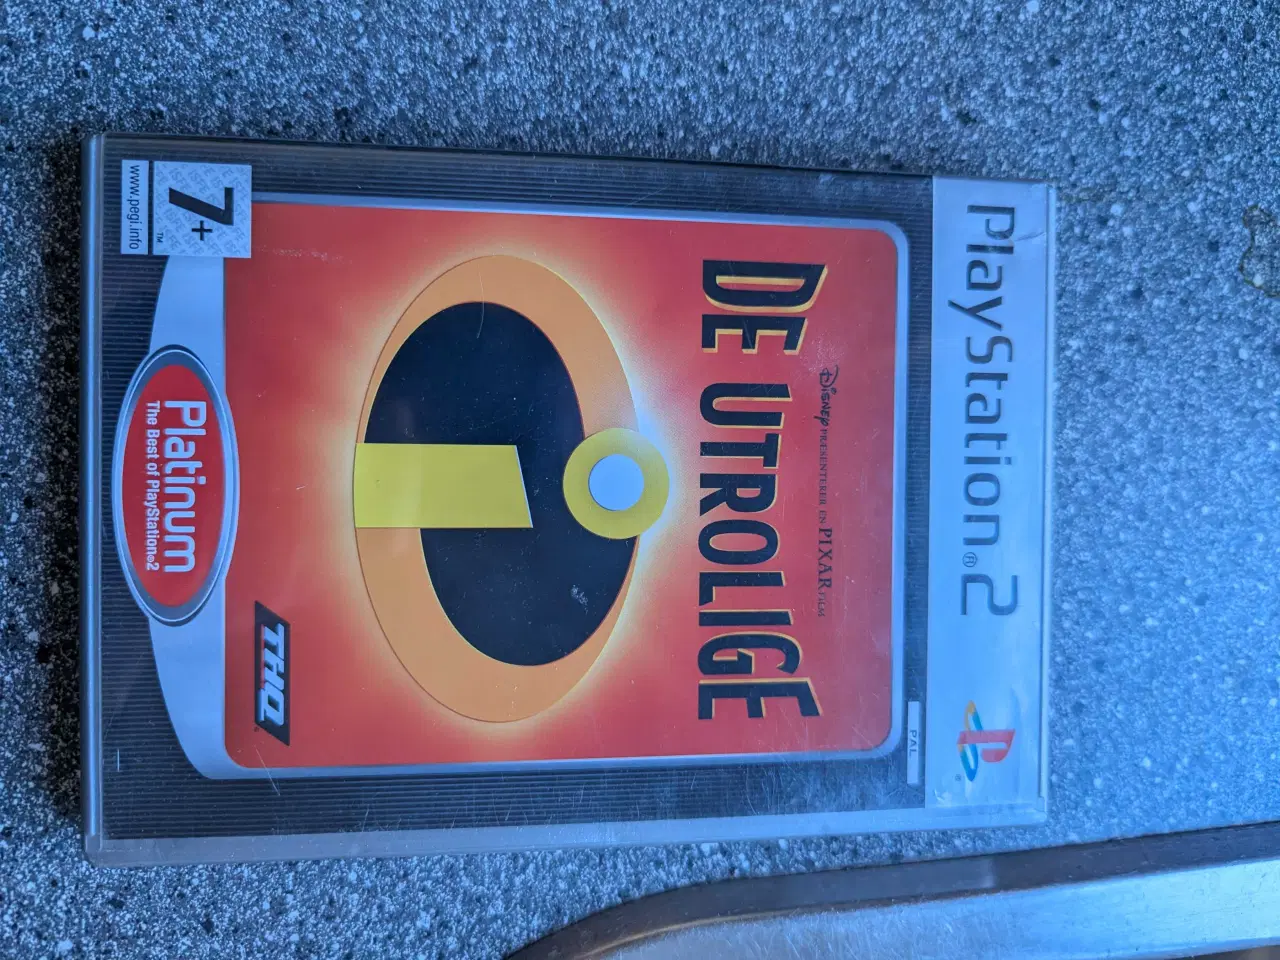 PlayStation®2
PAL
DISNEY PRÆSENTERER EN PIXAR FILM
DE UTROLIGE
THQ
7+
™
www.pegi.info
Platinum
The Best of PlayStation®2